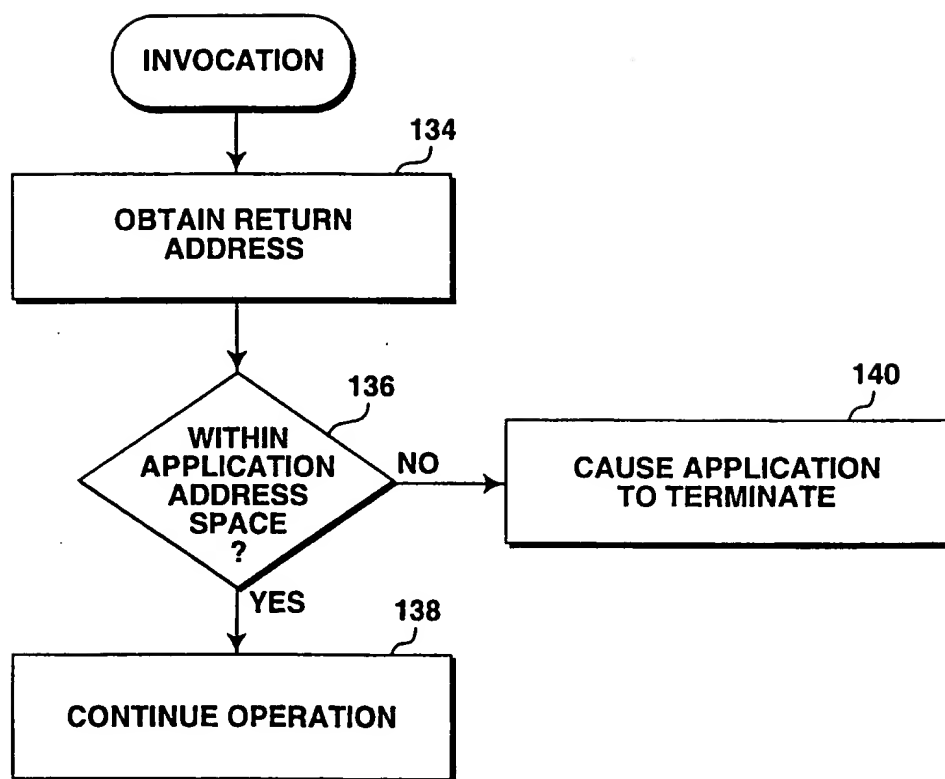 INVOCATION
134
OBTAIN RETURN
ADDRESS
136
WITHIN
APPLICATION
ADDRESS
SPACE
?
NO
140
CAUSE APPLICATION
TO TERMINATE
YES
138
CONTINUE OPERATION